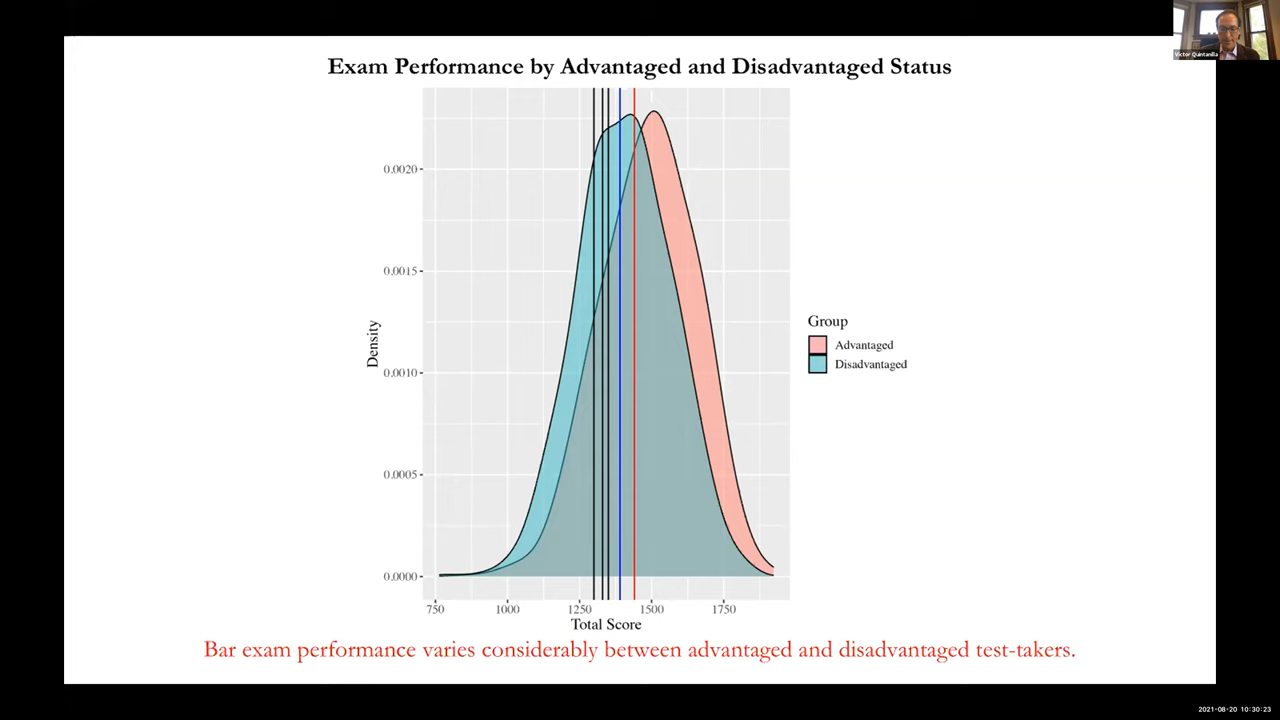 Victor Quintanilla
Exam Performance by Advantaged and Disadvantaged Status
0.0020
0.0015
0.0010
0.0005
0.0000
Density
750 1000 1250 1500 1750
Total Score
Group
Advantaged
Disadvantaged
Bar exam performance varies considerably between advantaged and disadvantaged test-takers.
2021-08-20 10:30:23